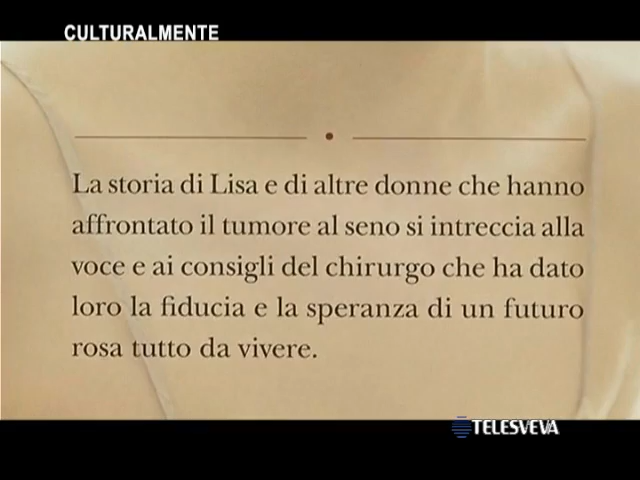 CULTURALMENTE
La storia di Lisa e di altre donne che hanno
affrontato il tumore al seno si intreccia alla
voce e ai consigli del chirurgo che ha dato
loro la fiducia e la speranza di un futuro
rosa tutto da vivere.
TELESVEVA